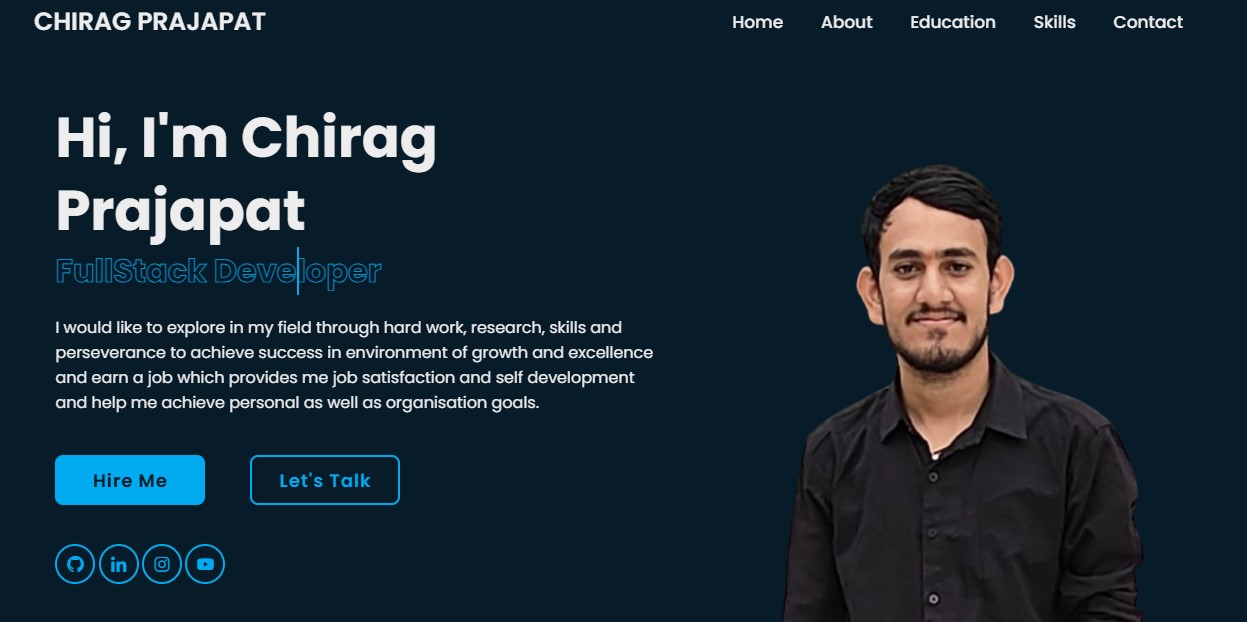 CHIRAG PRAJAPAT
Home About Education Skills Contact
Hi, I'm Chirag
Prajapat
FullStack Developer
I would like to explore in my field through hard work, research, skills and
perseverance to achieve success in environment of growth and excellence
and earn a job which provides me job satisfaction and self development
and help me achieve personal as well as organisation goals.
Hire Me Let's Talk
in